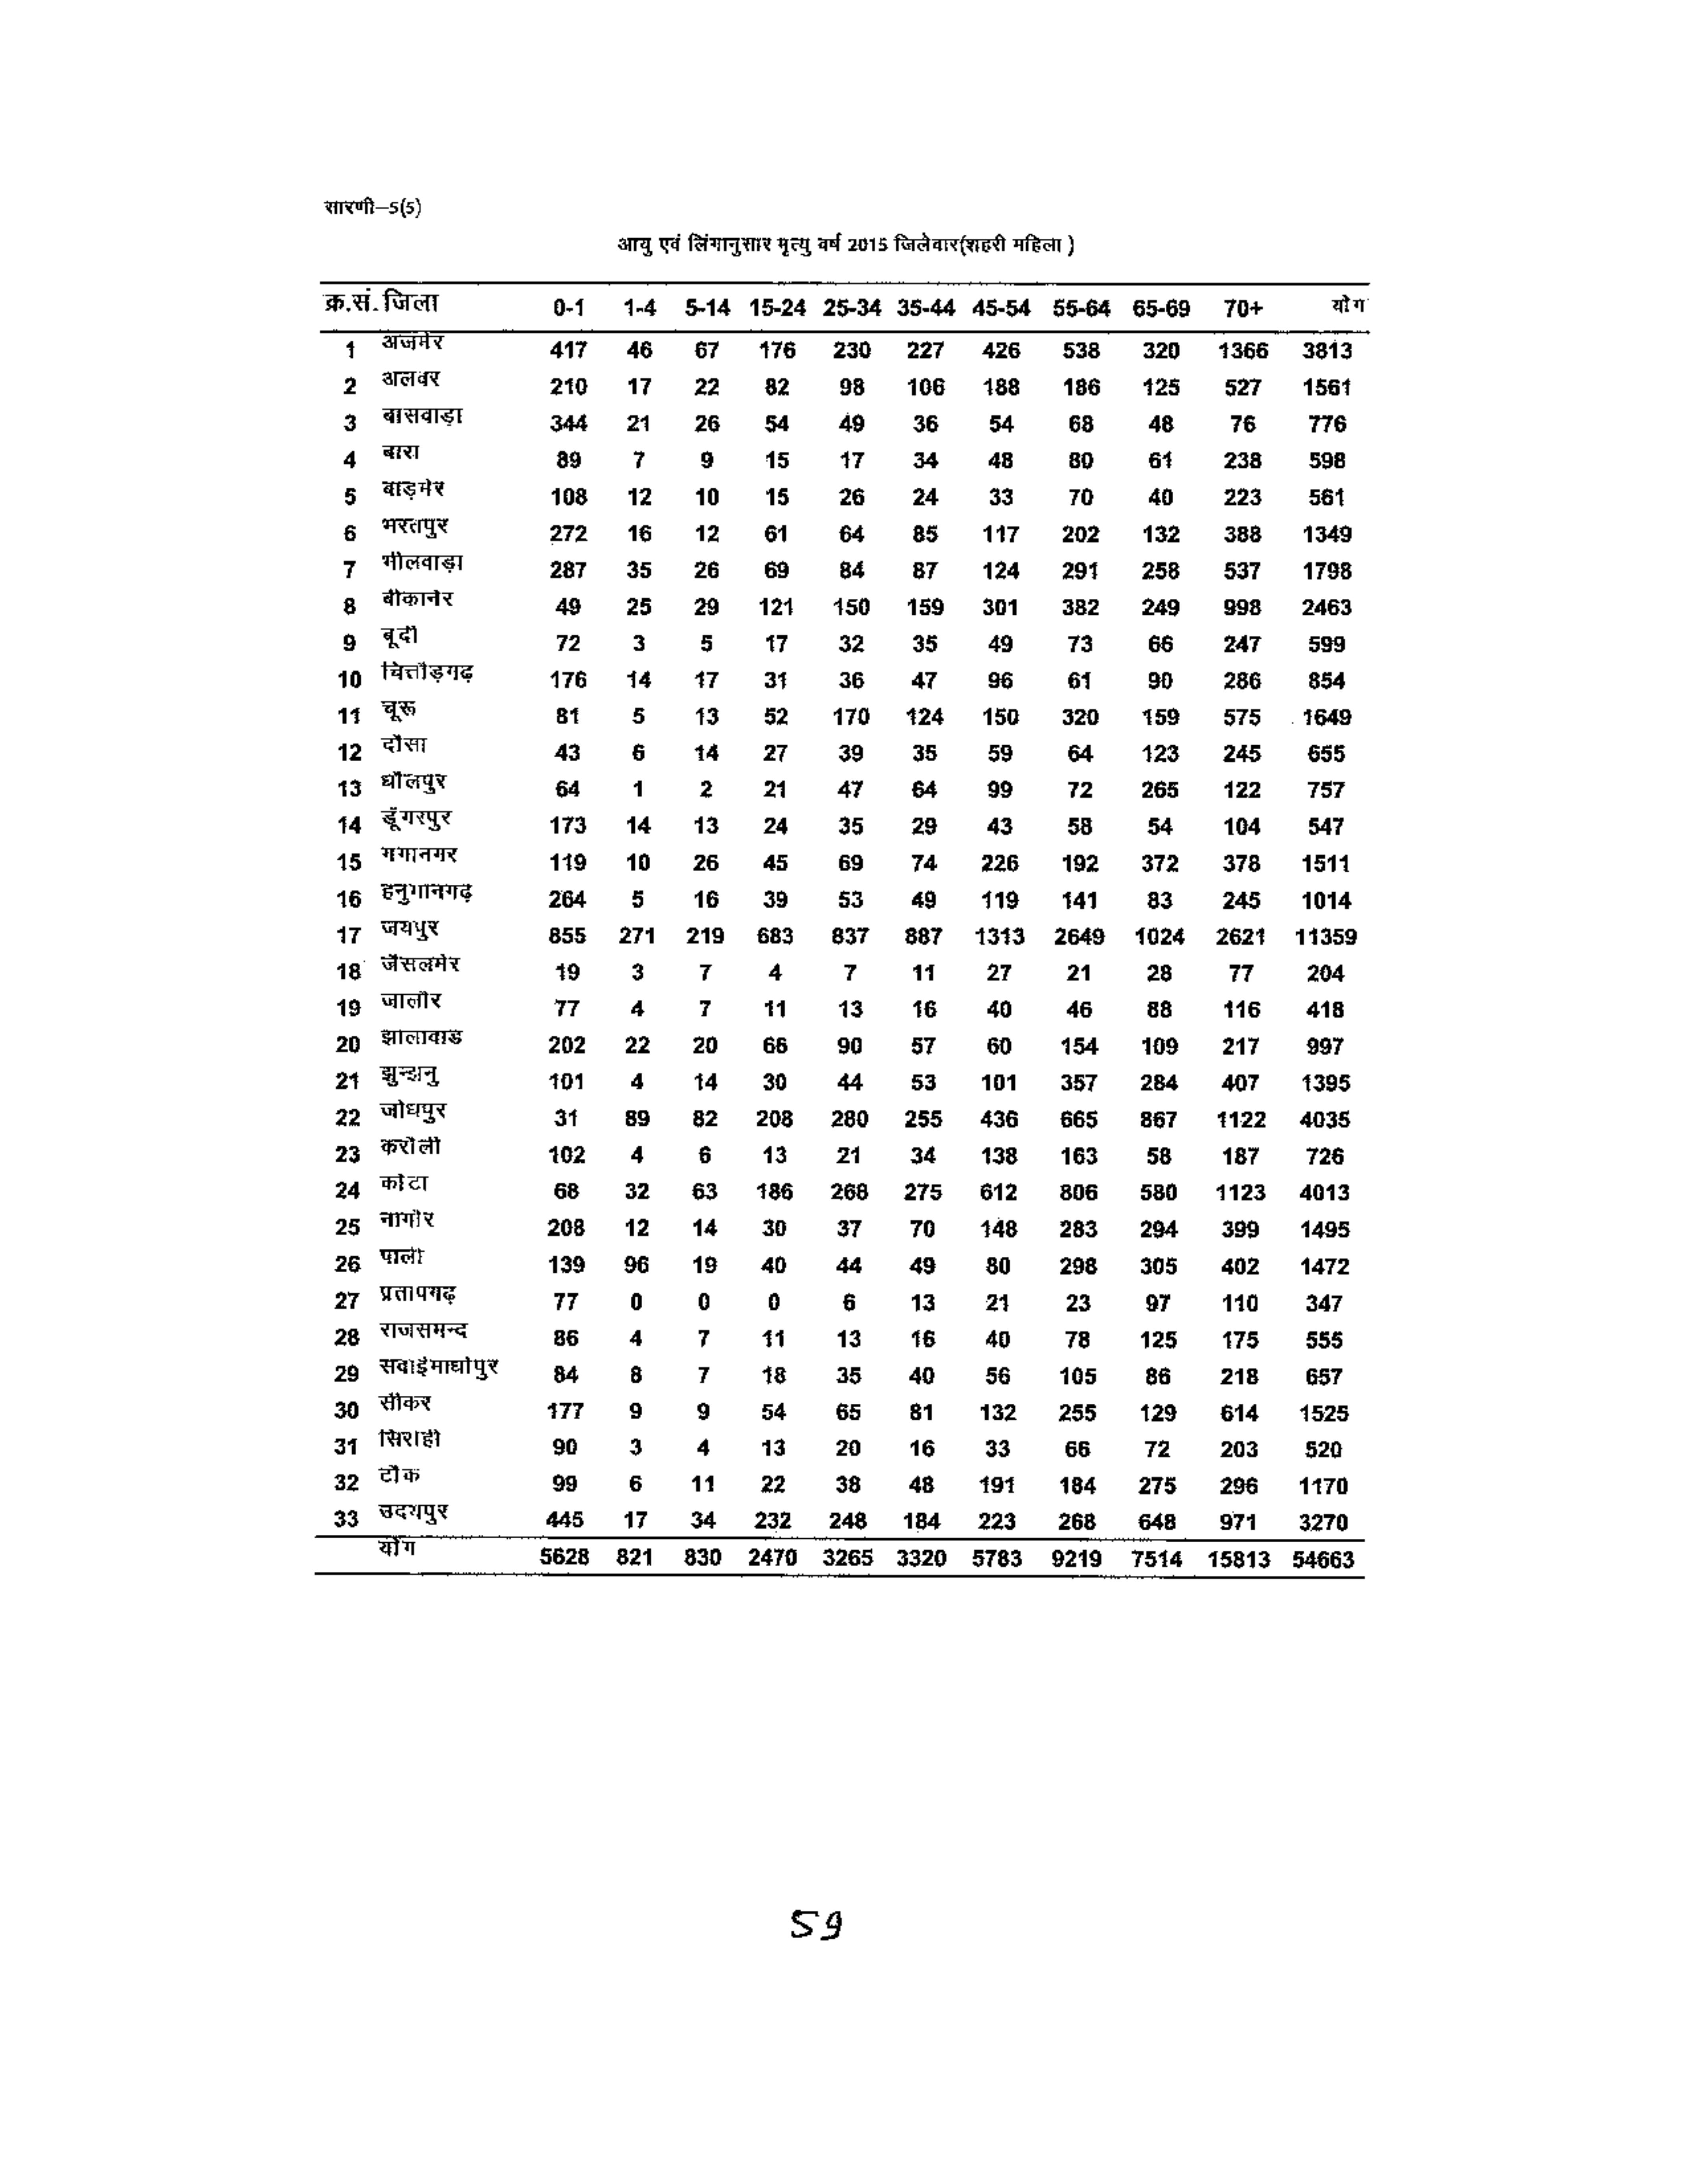 सारणी–5(5)
आयु एवं लिंगानुसार मृत्यु वर्ष 2015 जिलेवार(शहरी महिला )
क्र.सं. जिला 0-1 1-4 5-14 15-24 25-34 35-44 45-54 55-64 65-69 70+ योग
1 अजमेर 417 46 67 176 230 227 426 538 320 1366 3813
2 अलवर 210 17 22 82 98 106 188 186 125 527 1561
3 बासवाड़ा 344 21 26 54 49 36 54 68 48 76 776
4 बारा 89 7 9 15 17 34 48 80 61 238 598
5 बाड़मेर 108 12 10 15 26 24 33 70 40 223 561
6 भरतपुर 272 16 12 61 64 85 117 202 132 388 1349
7 भीलवाड़ा 287 35 26 69 84 87 124 291 258 537 1798
8 बीकानेर 49 25 29 121 150 159 301 382 249 998 2463
9 बूदी 72 3 5 17 32 35 49 73 66 247 599
10 चित्तौड़गढ़ 176 14 17 31 36 47 96 61 90 286 854
11 चूरू 81 5 13 52 170 124 150 320 159 575 1649
12 दौसा 43 6 14 27 39 35 59 64 123 245 655
13 धौलपुर 64 1 2 21 47 64 99 72 265 122 757
14 डूँगरपुर 173 14 13 24 35 29 43 58 54 104 547
15 गगानगर 119 10 26 45 69 74 226 192 372 378 1511
16 हनुमानगढ़ 264 5 16 39 53 49 119 141 83 245 1014
17 जयपुर 855 271 219 683 837 887 1313 2649 1024 2621 11359
18 जैसलमेर 19 3 7 4 7 11 27 21 28 77 204
19 जालौर 77 4 7 11 13 16 40 46 88 116 418
20 झालावाड 202 22 20 66 90 57 60 154 109 217 997
21 झुन्झनु 101 4 14 30 44 53 101 357 284 407 1395
22 जोधपुर 31 89 82 208 280 255 436 665 867 1122 4035
23 करौली 102 4 6 13 21 34 138 163 58 187 726
24 कोटा 68 32 63 186 268 275 612 806 580 1123 4013
25 नागौर 208 12 14 30 37 70 148 283 294 399 1495
26 पाली 139 96 19 40 44 49 80 298 305 402 1472
27 प्रतापगढ़ 77 0 0 0 6 13 21 23 97 110 347
28 राजसमन्द 86 4 7 11 13 16 40 78 125 175 555
29 सवाईमाधोपुर 84 8 7 18 35 40 56 105 86 218 657
30 सीकर 177 9 9 54 65 81 132 255 129 614 1525
31 सिरोही 90 3 4 13 20 16 33 66 72 203 520
32 टोंक 99 6 11 22 38 48 191 184 275 296 1170
33 उदयपुर 445 17 34 232 248 184 223 268 648 971 3270
योग 5628 821 830 2470 3265 3320 5783 9219 7514 15813 54663
59